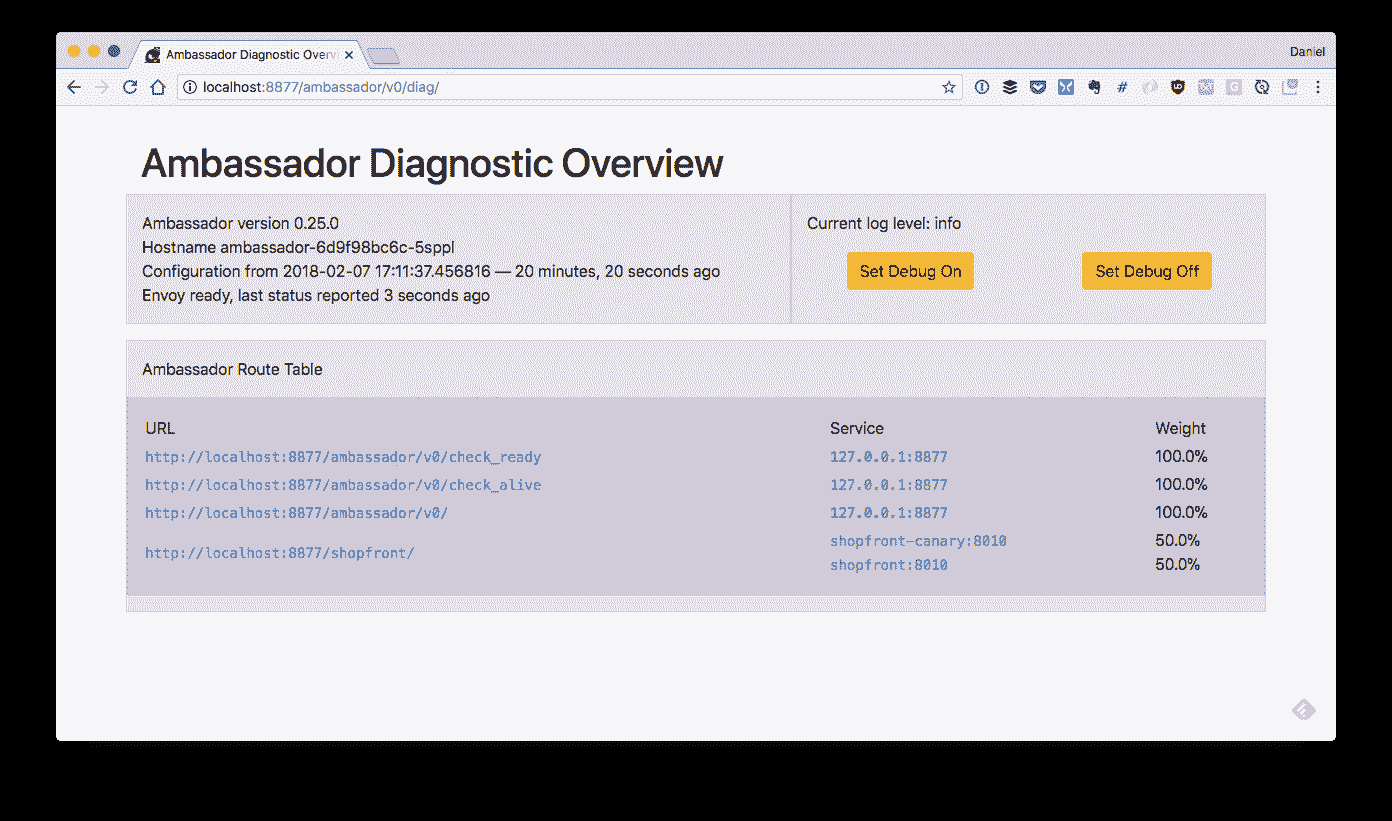 Ambassador Diagnostic Overvi
Daniel
localhost:8877/ambassador/v0/diag/
Ambassador Diagnostic Overview
Ambassador version 0.25.0
Hostname ambassador-6d9f98bc6c-5sppl
Configuration from 2018-02-07 17:11:37.456816 — 20 minutes, 20 seconds ago
Envoy ready, last status reported 3 seconds ago
Current log level: info
Set Debug On Set Debug Off
Ambassador Route Table
URL Service Weight
http://localhost:8877/ambassador/v0/check_ready 127.0.0.1:8877 100.0%
http://localhost:8877/ambassador/v0/check_alive 127.0.0.1:8877 100.0%
http://localhost:8877/ambassador/v0/ 127.0.0.1:8877 100.0%
http://localhost:8877/shopfront/
shopfront-canary:8010 50.0%
shopfront:8010 50.0%